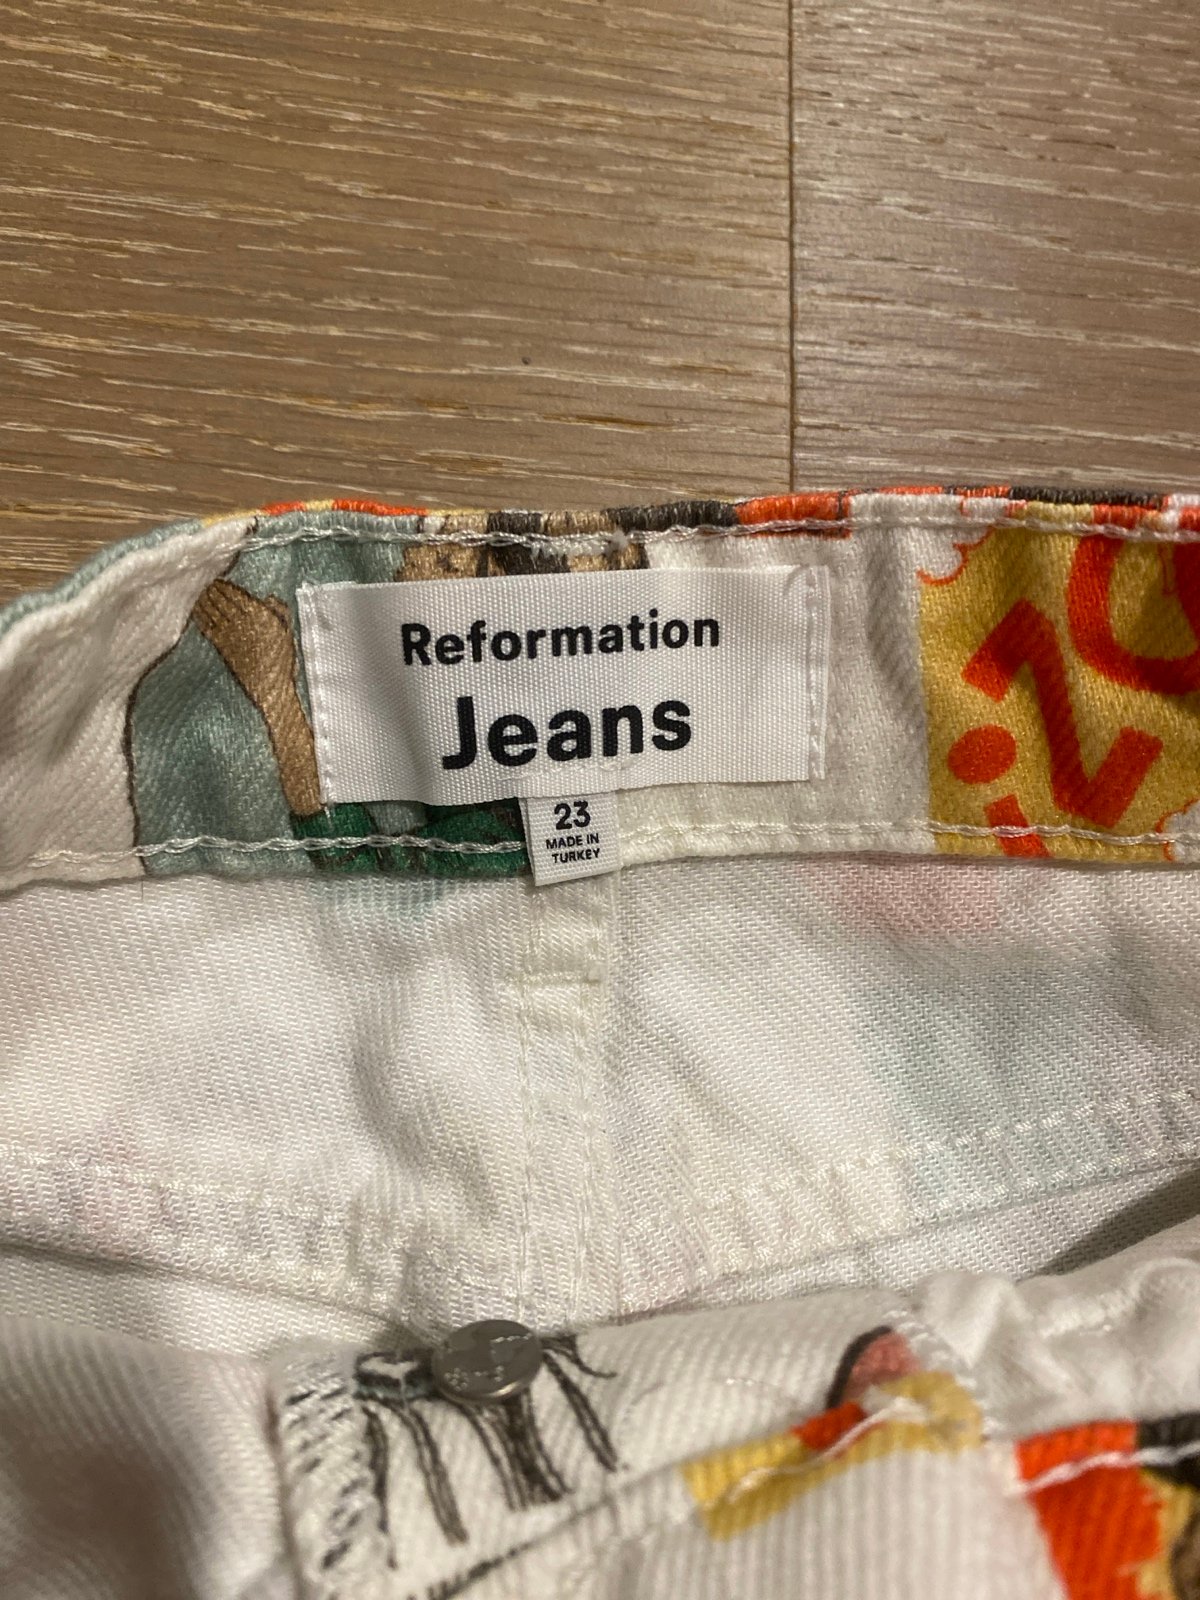 Reformation
Jeans
23
MADE IN
TURKEY